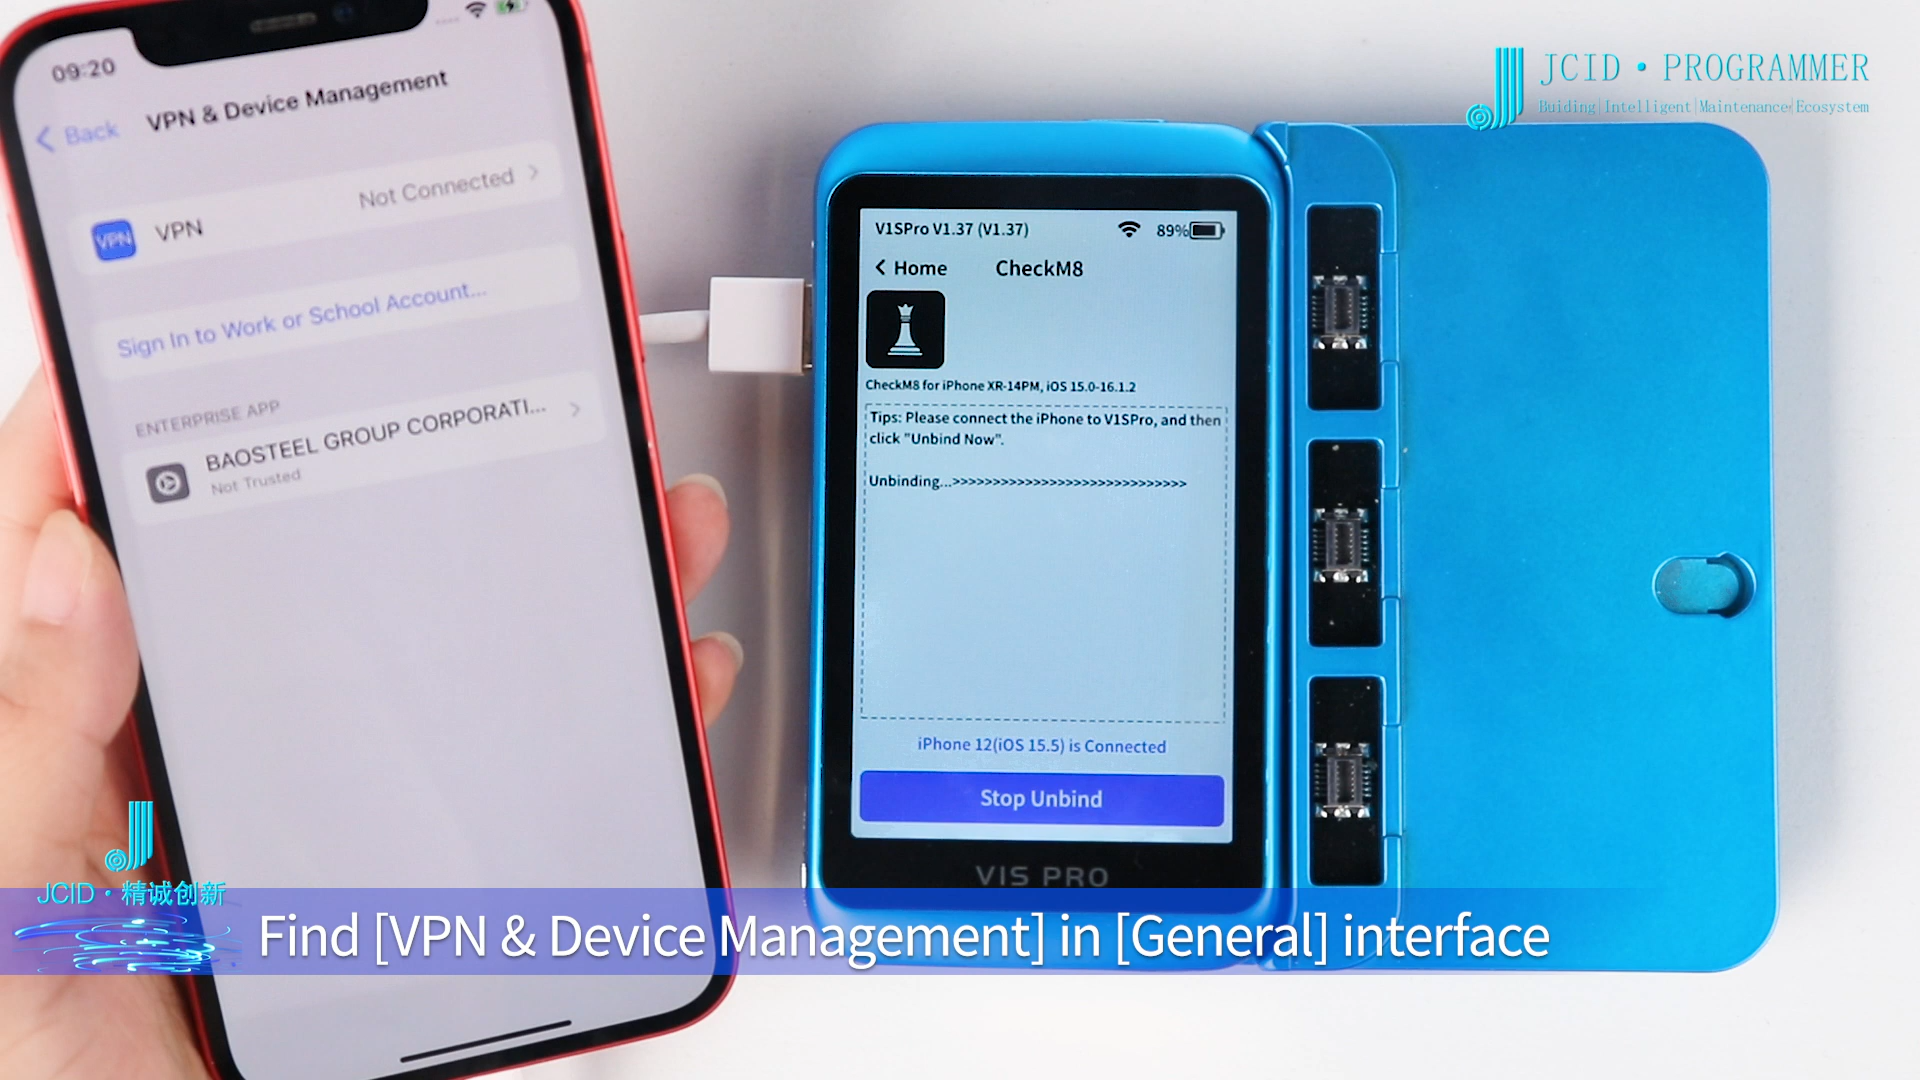 09:20
VPN & Device Management
Back
VPN
Not Connected
Sign In to Work or School Account...
ENTERPRISE APP
BAOSTEEL GROUP CORPORATI...
Not Trusted
JCID·PROGRAMMER
Buiding|Intelligent|Maintenance|Ecosystem
V1SPro V1.37 (V1.37)
89%
< Home
CheckM8
CheckM8 for iPhone XR-14PM, iOS 15.0-16.1.2
Tips: Please connect the iPhone to V1SPro, and then
click "Unbind Now".
Unbinding...>>>>>>>>>>>>>>>>>>>>>>>>>>>>>>
iPhone 12(iOS 15.5) is Connected
Stop Unbind
VIS PRO
JCID·精诚创新
Find [VPN & Device Management] in [General] interface